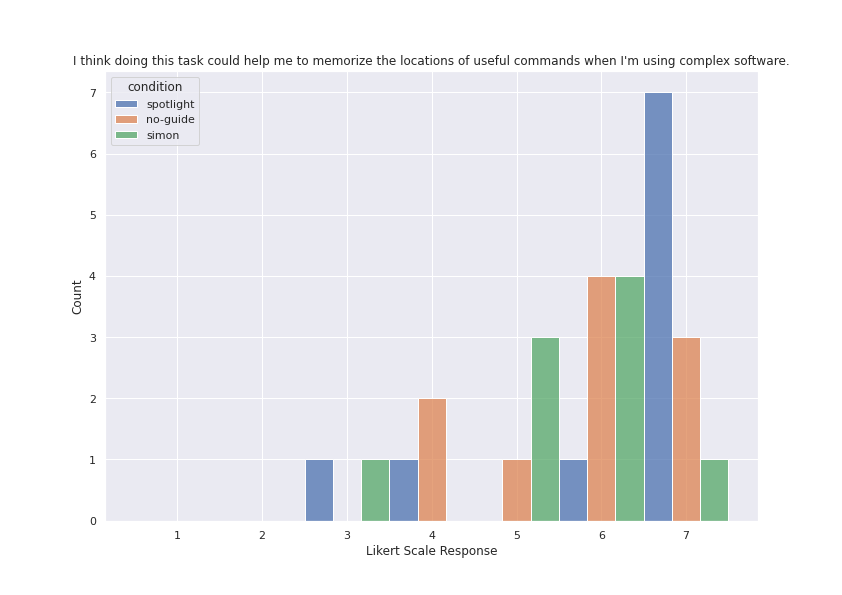 I think doing this task could help me to memorize the locations of useful commands when I'm using complex software.
condition
spotlight
no-guide
simon
7
6
5
4
3
2
1
0
Count
1 2 3 4 5 6 7
Likert Scale Response